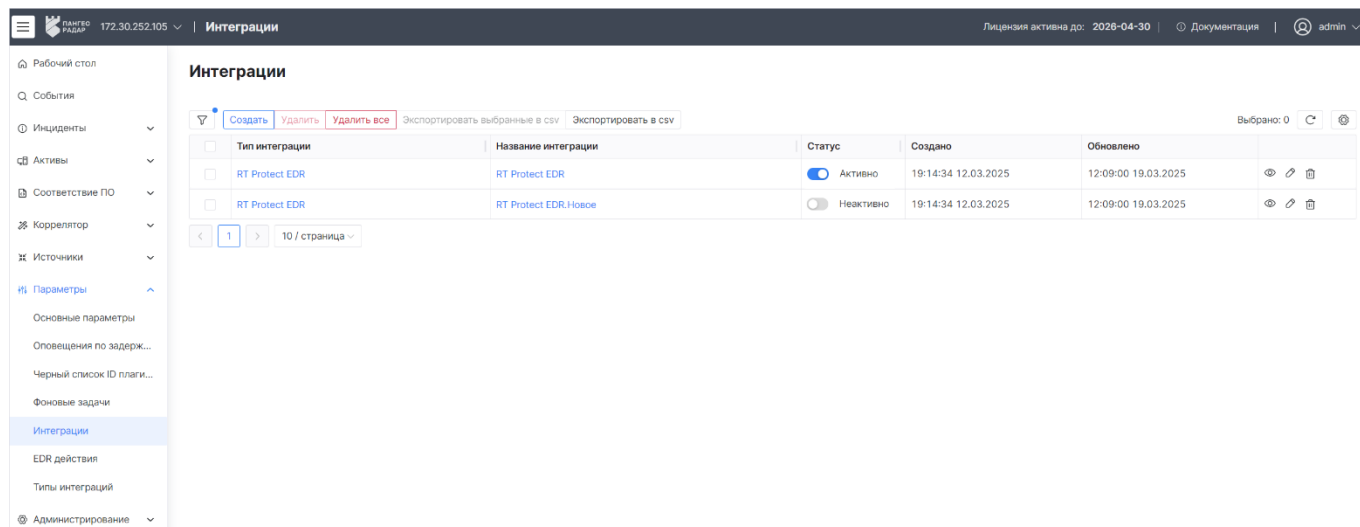 ПАНГЕО РАДАР 172.30.252.105 | Интеграции Лицензия активна до: 2026-04-30 | Документация | admin
Рабочий стол
События
Инциденты
Активы
Соответствие ПО
Коррелятор
Источники
Параметры
Основные параметры
Оповещения по задерж...
Черный список ID плаги...
Фоновые задачи
Интеграции
EDR действия
Типы интеграций
Администрирование
Интеграции
Создать Удалить Удалить все Экспортировать выбранные в csv Экспортировать в csv Выбрано: 0
Тип интеграции Название интеграции Статус Создано Обновлено
RT Protect EDR RT Protect EDR Активно 19:14:34 12.03.2025 12:09:00 19.03.2025
RT Protect EDR RT Protect EDR.Новое Неактивно 19:14:34 12.03.2025 12:09:00 19.03.2025
< 1 > 10 / страница